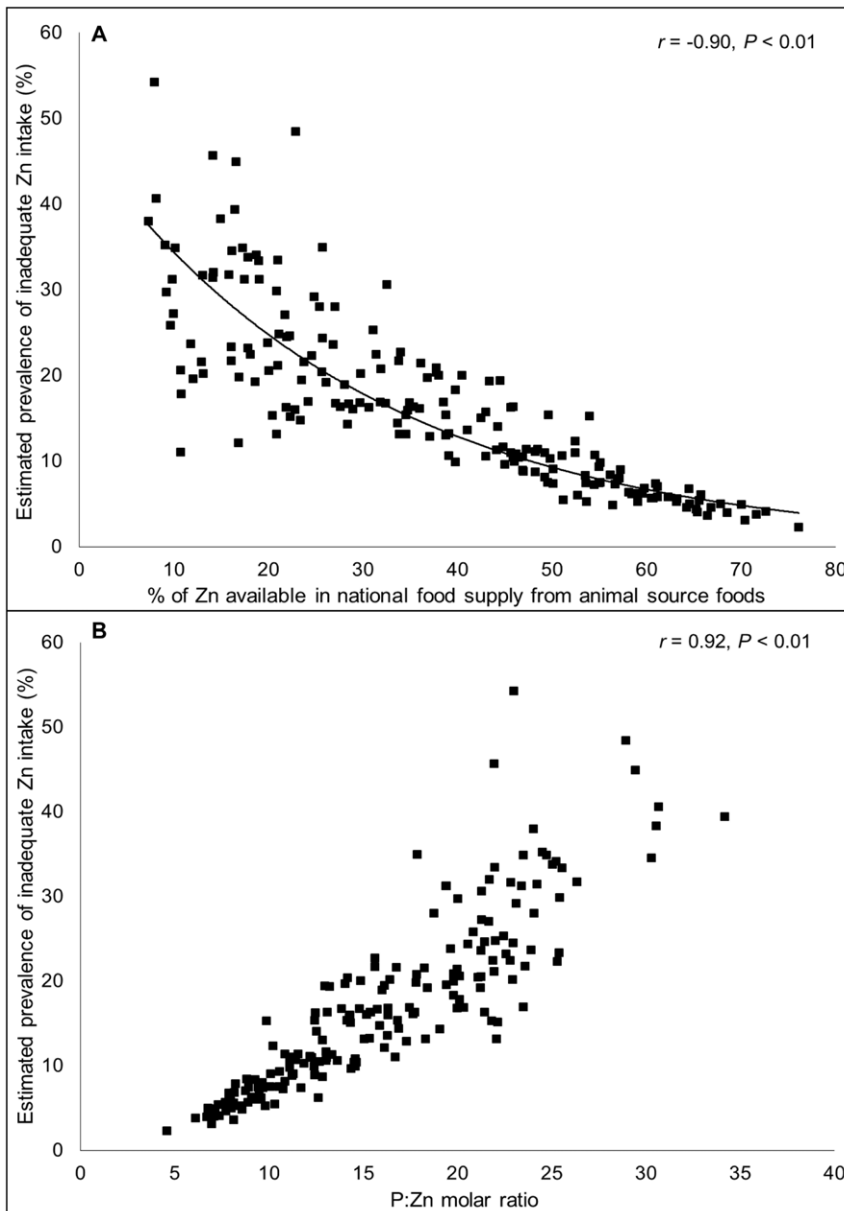 A
r = -0.90, P < 0.01
Estimated prevalence of inadequate Zn intake (%)
60
50
40
30
20
10
0
0 10 20 30 40 50 60 70 80
% of Zn available in national food supply from animal source foods
B
r = 0.92, P < 0.01
Estimated prevalence of inadequate Zn intake (%)
60
50
40
30
20
10
0
0 5 10 15 20 25 30 35 40
P:Zn molar ratio